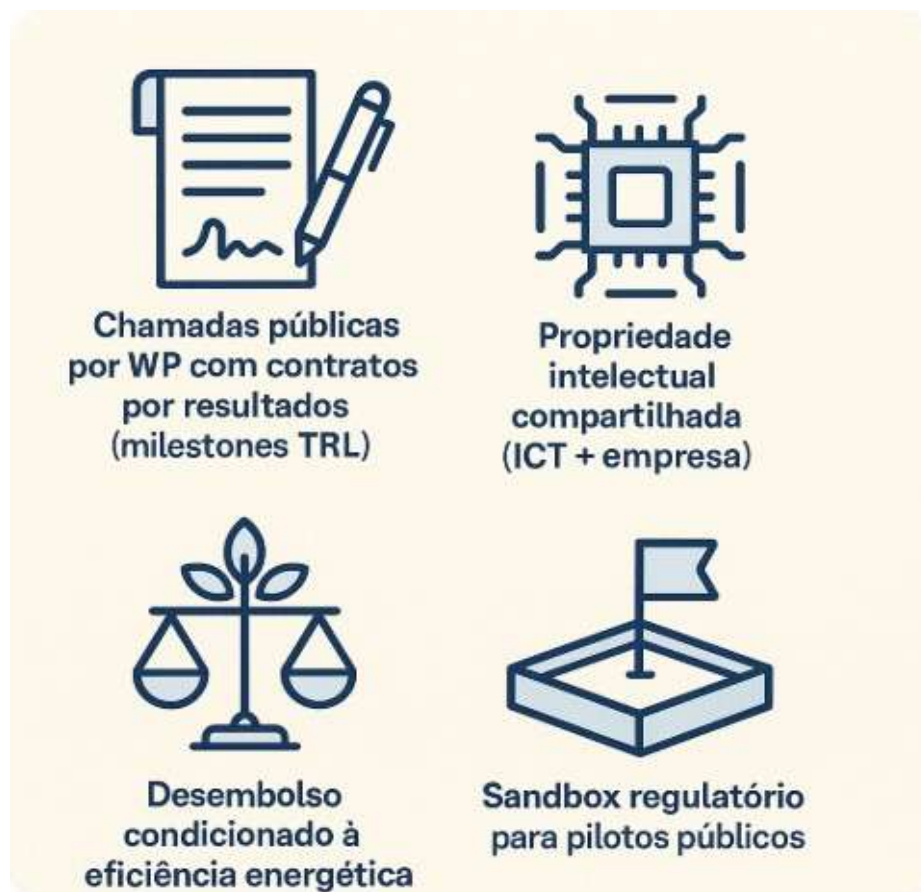 Chamadas públicas
por WP com contratos
por resultados
(milestones TRL)
Propriedade
intelectual
compartilhada
(ICT + empresa)
Desembolso
condicionado à
eficiência energética
Sandbox regulatório
para pilotos públicos